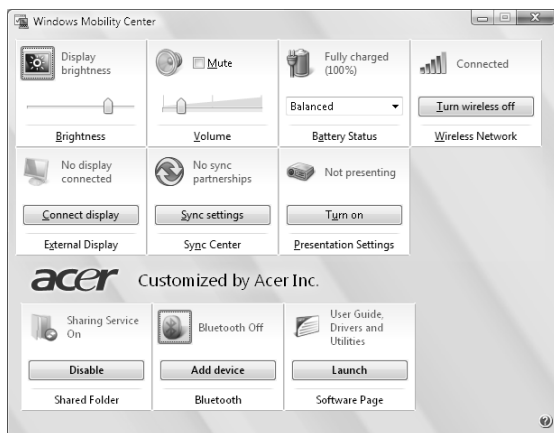 Windows Mobility Center
Display
brightness
Brightness
Mute
Volume
Fully charged
(100%)
Balanced
Battery Status
Connected
Turn wireless off
Wireless Network
No display
connected
Connect display
External Display
No sync
partnerships
Sync settings
Sync Center
Not presenting
Turn on
Presentation Settings
acer Customized by Acer Inc.
Sharing Service
On
Disable
Shared Folder
Bluetooth Off
Add device
Bluetooth
User Guide,
Drivers and
Utilities
Launch
Software Page
?